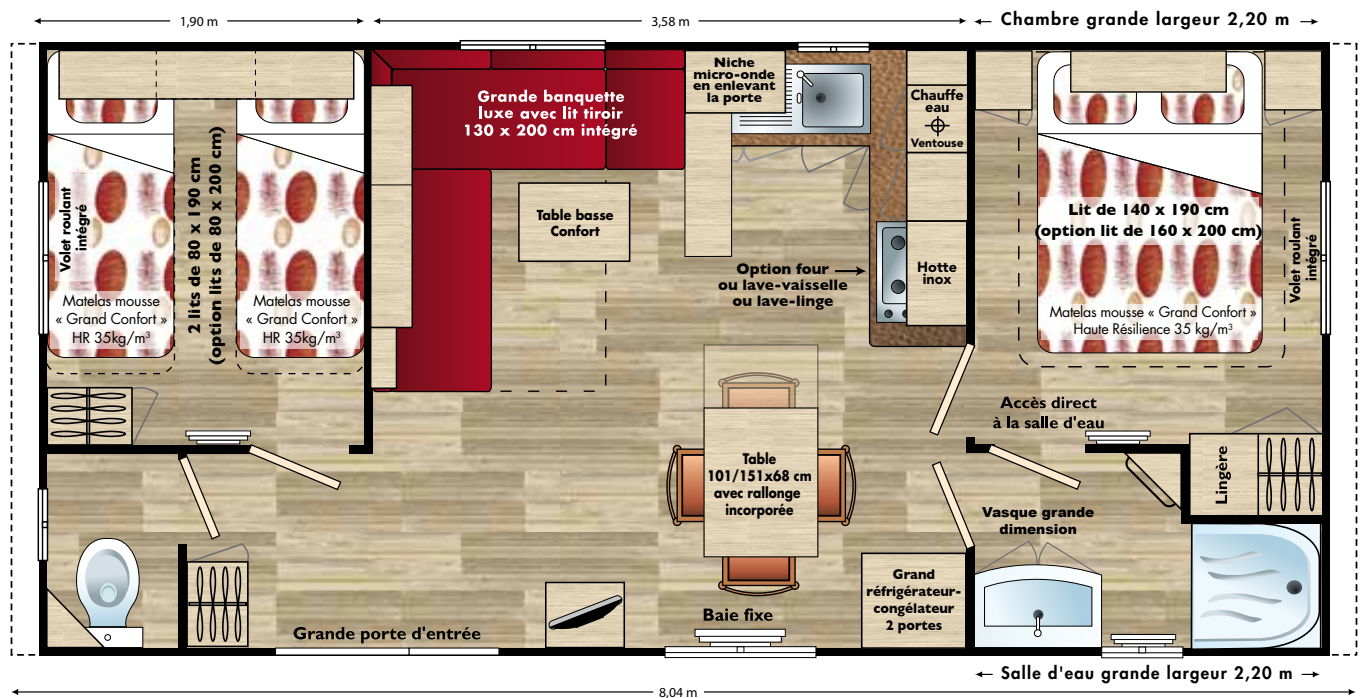 1,90 m
3,58 m
Chambre grande largeur 2,20 m
Grande banquette
luxe avec lit tiroir
130 x 200 cm intégré
Niche
micro-onde
en enlevant
la porte
Chauffe
eau
Ventouse
Volet roulant
intégré
2 lits de 80 x 190 cm
(option lits de 80 x 200 cm)
Matelas mousse
« Grand Confort »
HR 35kg/m³
Matelas mousse
« Grand Confort »
HR 35kg/m³
Table basse
Confort
Option four
ou lave-vaisselle
ou lave-linge
Hotte
inox
Lit de 140 x 190 cm
(option lit de 160 x 200 cm)
Volet roulant
intégré
Matelas mousse « Grand Confort »
Haute Résilience 35 kg/m³
Accès direct
à la salle d'eau
Table
101/151x68 cm
avec rallonge
incorporée
Lingère
Vasque grande
dimension
Grand
réfrigérateur-
congélateur
2 portes
Baie fixe
Grande porte d'entrée
Salle d'eau grande largeur 2,20 m
8,04 m